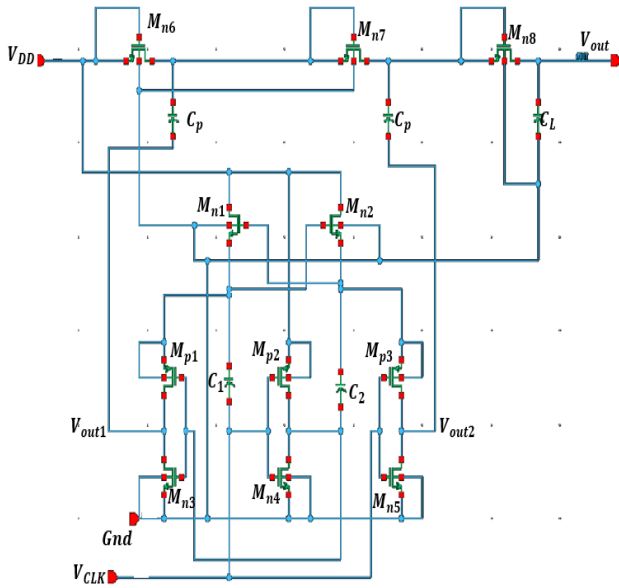 M_n6
M_n7
M_n8
V_out
V_DD
C_p
C_p
C_L
M_n1
M_n2
M_p1
M_p2
M_p3
C_1
C_2
V_out1
V_out2
M_n3
M_n4
M_n5
Gnd
V_CLK